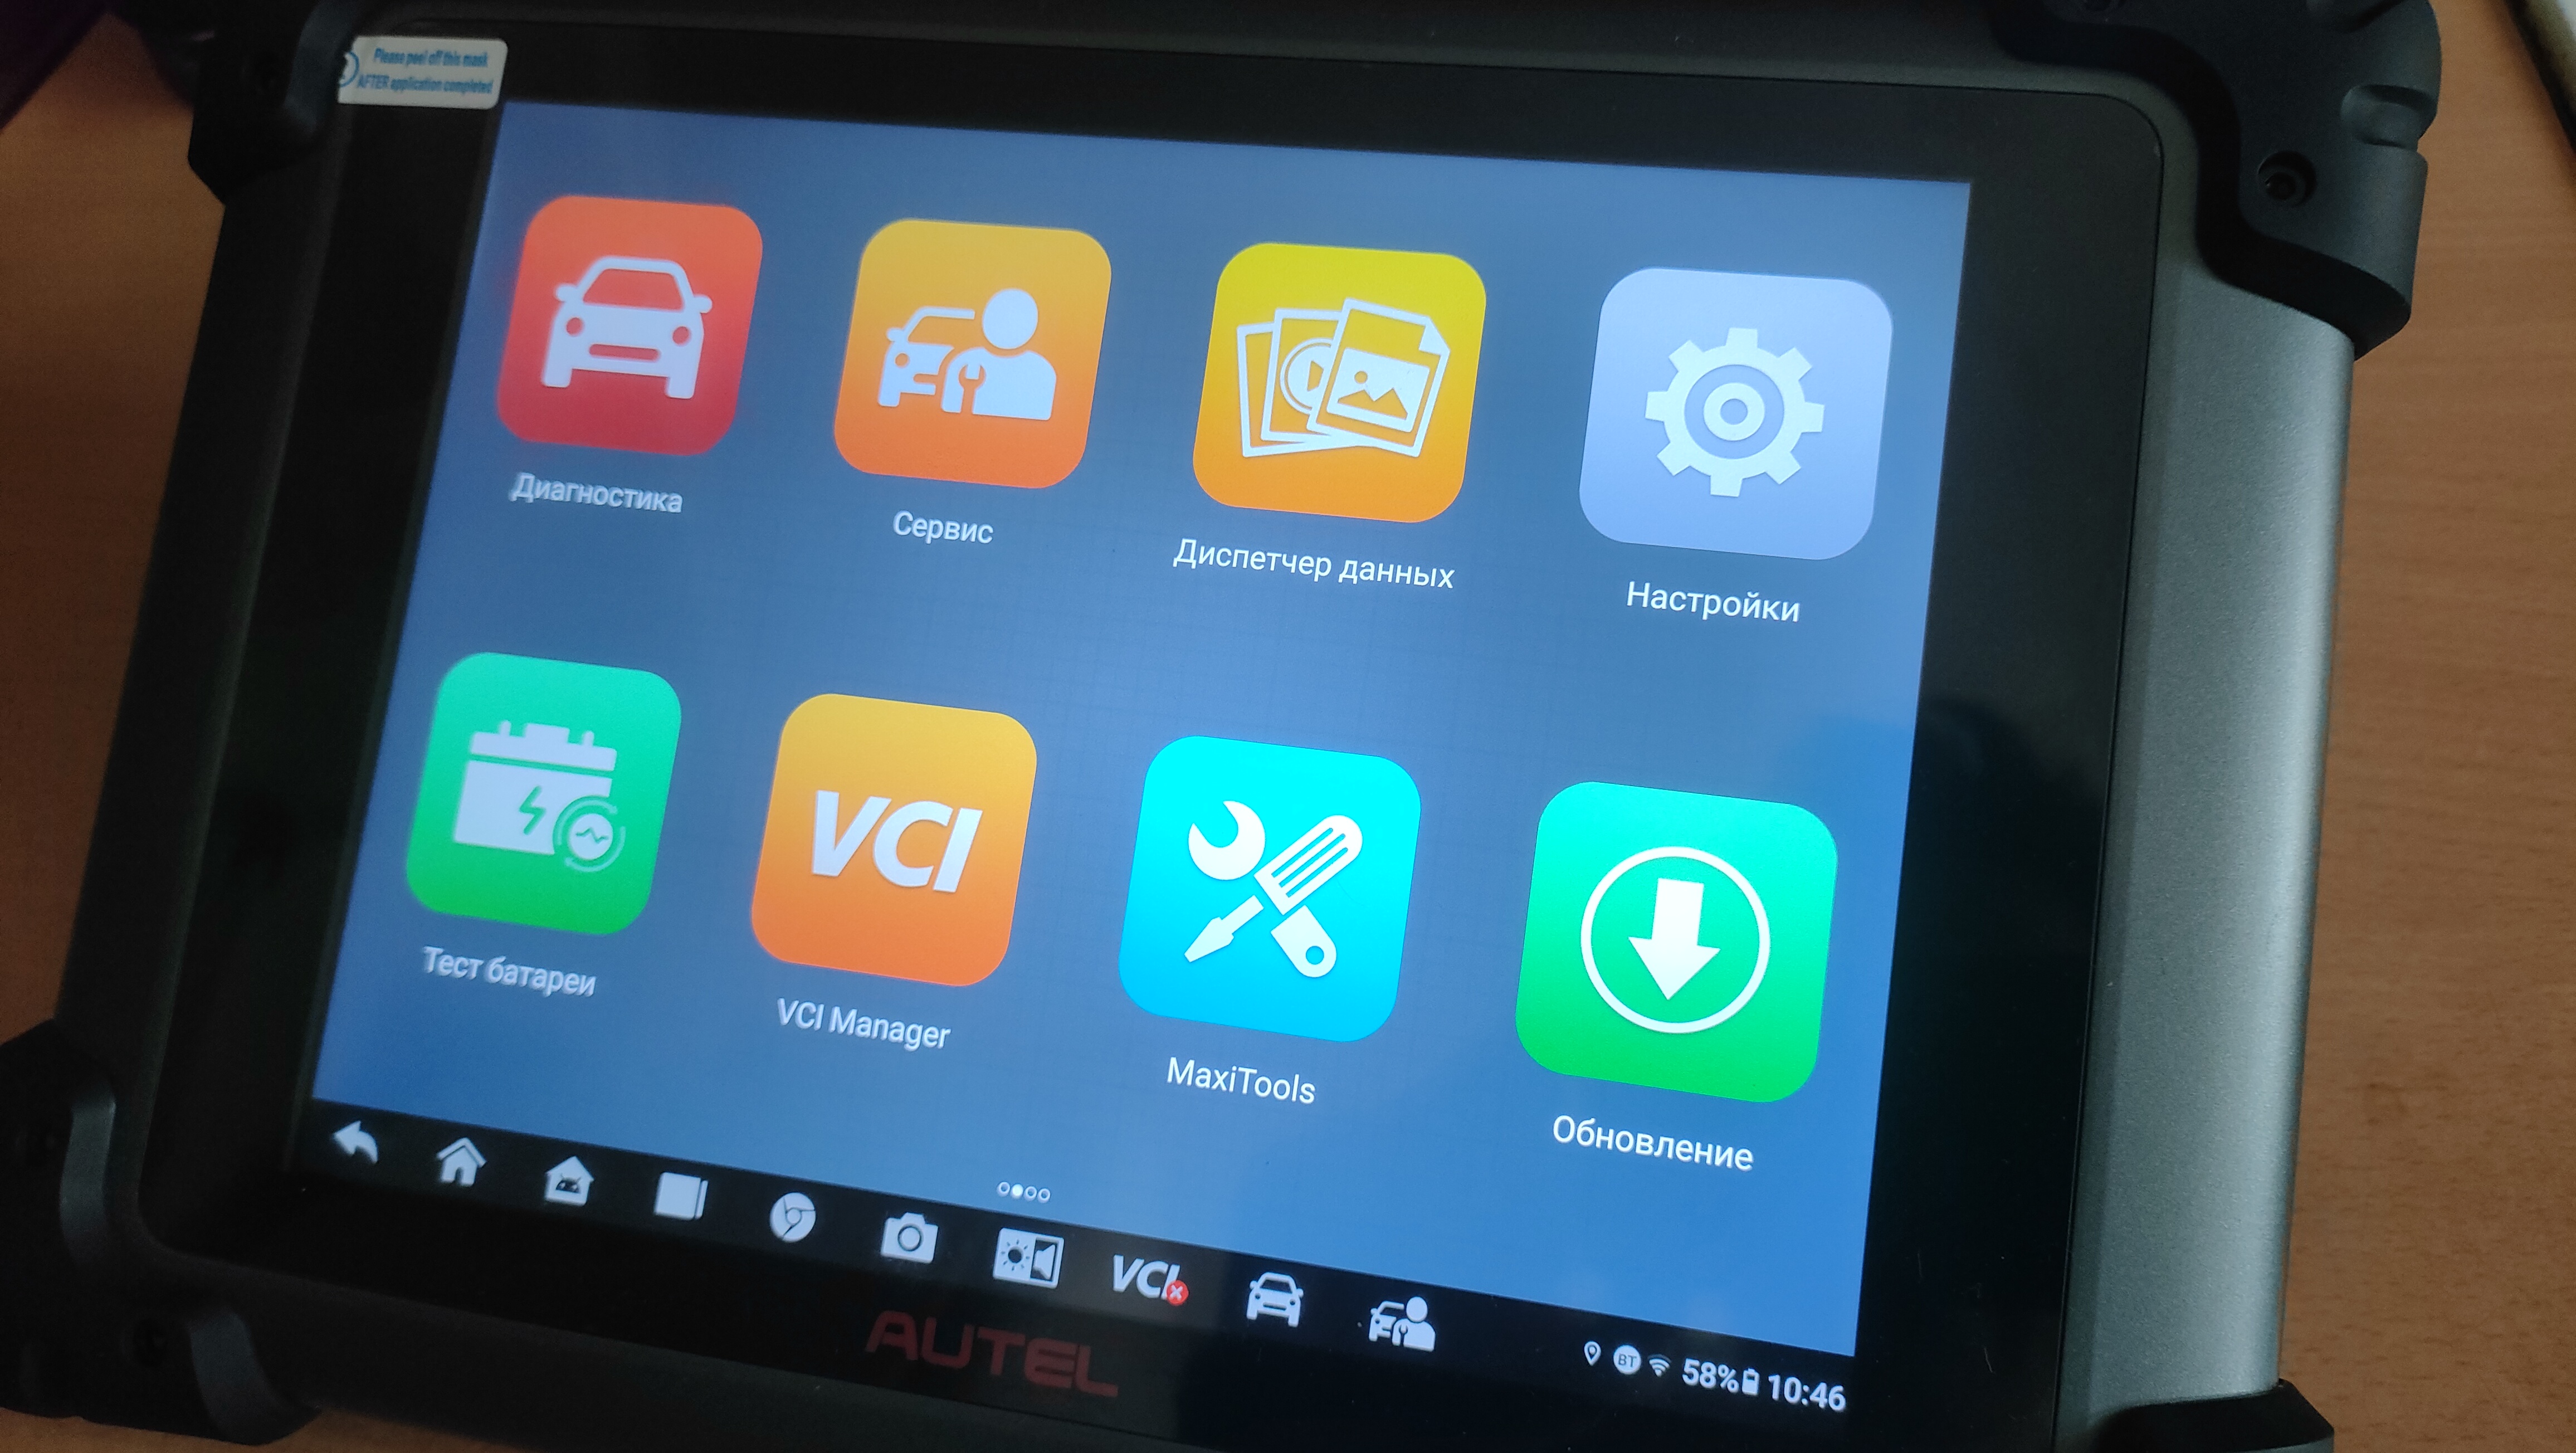 Please peel off this mask
AFTER application completed
Диагностика
Сервис
Диспетчер данных
Настройки
VCI
Тест батареи
VCI Manager
MaxiTools
Обновление
VCI
BT 58% 10:46
AUTEL